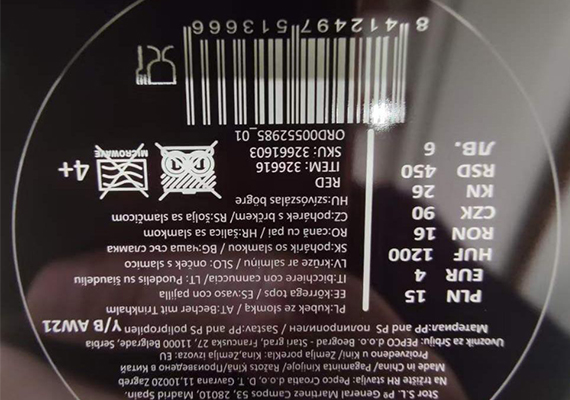 Stor S.L. Pº General Martinez Campos 53, 28010, Madrid Spain.
Na tržište RH stavlja: Pepco Croatia d.o.o, D. T. Gavrana 11,10020 Zagreb
Made in China/ Pagaminta Kinijoje/ Ražots Ķīnā/Произведено в Китай
Proizvedeno u Kini/ Zemlja porekla: Kina,Zemlja izvoza: EU
Uvoznik za Srbiju: PEPCO d.o.o. Beograd - Stari grad, Francuska 27, 11000 Belgrade, Serbia
Материал:PP and PS полипропилен / Sastav: PP and PS Polipropilen
Y/B AW21
PLN 15
EUR 4
HUF 1200
RON 16
CZK 90
KN 26
RSD 450
ЛВ. 6
PL:kubek ze słomką /AT:Becher mit Trinkhalm
EE:kõrrega tops /ES:vaso con pajilla
IT:bicchiere con cannuccia/ LT: Puodelis su šiaudeliu
LV:krūze ar salmiņu/ SLO: onček s slamico
SK:pohárik so slamkou /BG:чаша със сламка
RO:cană cu pai / HR:šalica sa slamkom
CZ:pohárek s brčkem/ RS:šolja sa slamčicom
HU:szívószálas bögre
RED
ITEM: 326616
SKU: 32661603
ORD00552985_01
4+
MICROWAVE
8 412497 513666